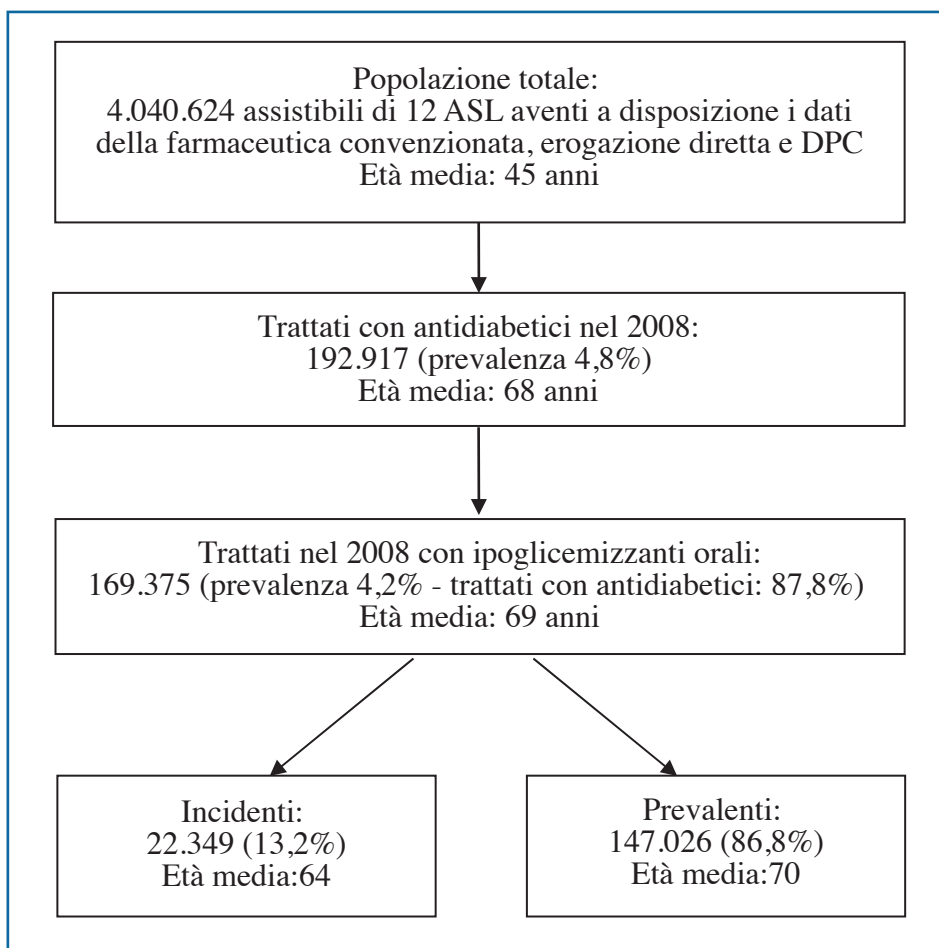 Popolazione totale:
4.040.624 assistibili di 12 ASL aventi a disposizione i dati
della farmaceutica convenzionata, erogazione diretta e DPC
Età media: 45 anni
Trattati con antidiabetici nel 2008:
192.917 (prevalenza 4,8%)
Età media: 68 anni
Trattati nel 2008 con ipoglicemizzanti orali:
169.375 (prevalenza 4,2% - trattati con antidiabetici: 87,8%)
Età media: 69 anni
Incidenti:
22.349 (13,2%)
Età media:64
Prevalenti:
147.026 (86,8%)
Età media:70